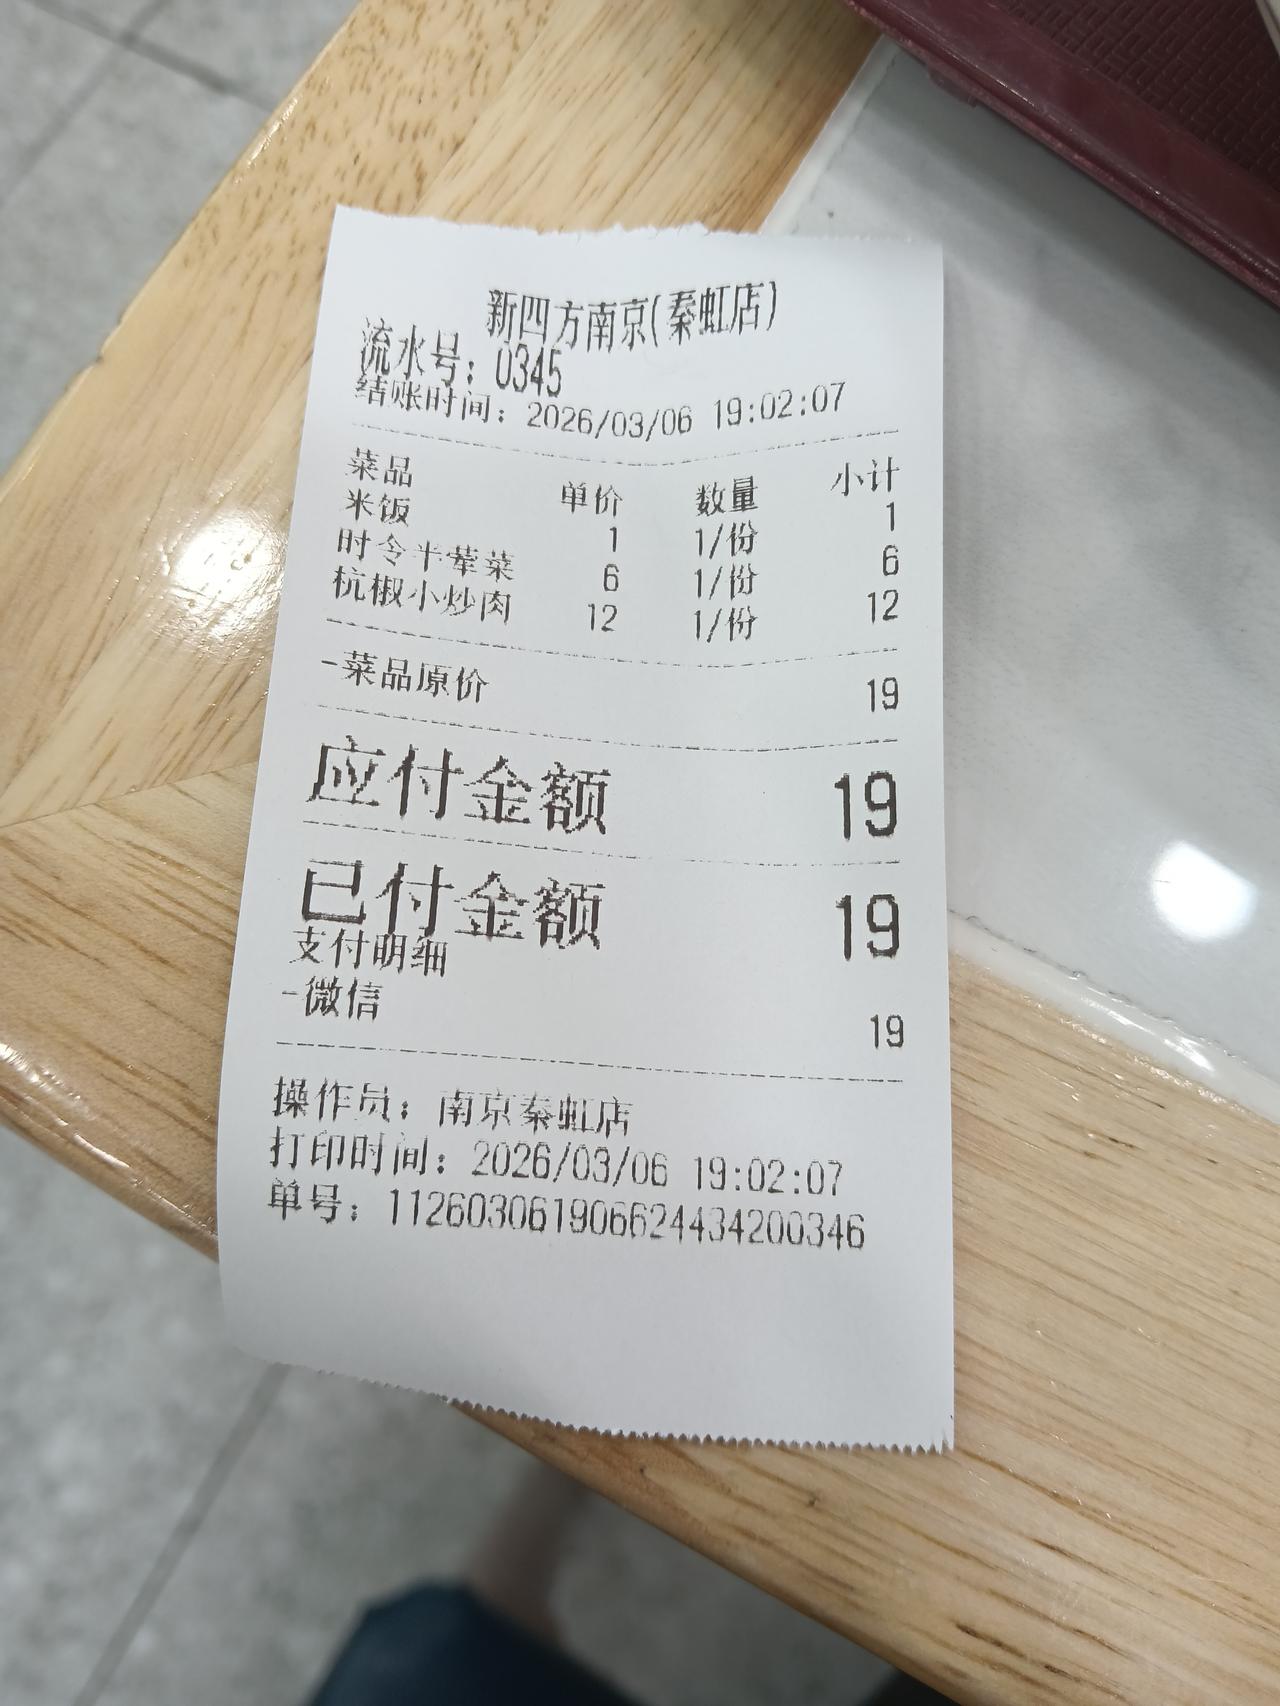 新四方南京(秦虹店)
流水号：0345
结账时间：2026/03/06 19:02:07
菜品 单价 数量 小计
米饭 1 1/份 1
时令半荤菜 6 1/份 6
杭椒小炒肉 12 1/份 12
-菜品原价 19
应付金额 19
已付金额 19
支付明细
-微信 19
操作员：南京秦虹店
打印时间：2026/03/06 19:02:07
单号：1126030619066244434200346